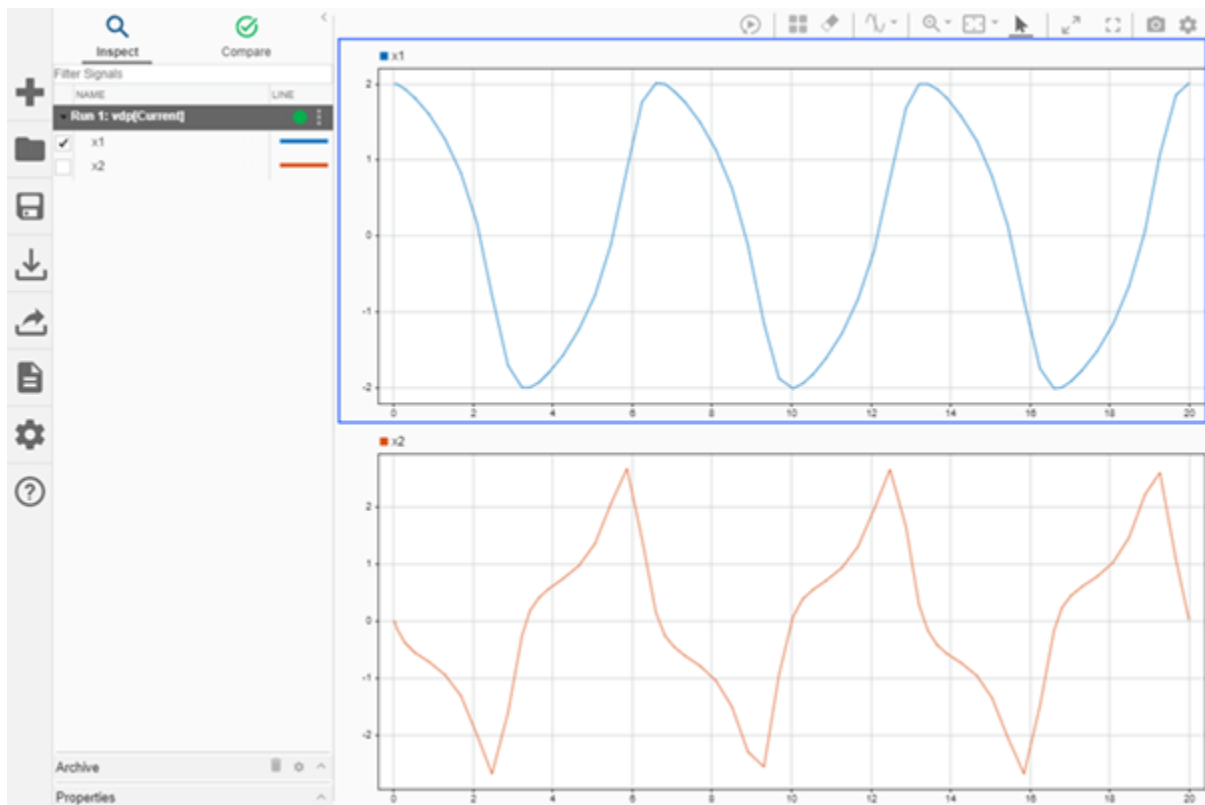 Inspect Compare
Filter Signals
NAME LINE
Run 1: vdp[Current]
x1
x2
Archive
Properties
x1
2
1
0
-1
-2
0 2 4 6 8 10 12 14 16 18 20
x2
2
1
0
-1
-2
0 2 4 6 8 10 12 14 16 18 20